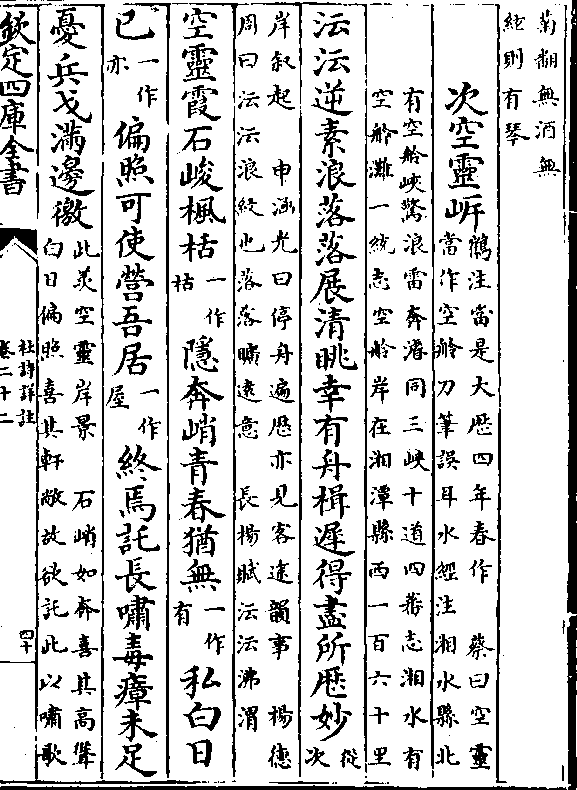 菊翻無酒無
絃則有琴
次空靈岸
鶴注當是大厯四年春作　蔡曰空靈
當作空舲刀筆誤耳水經注湘水縣北
有空舲峽驚浪雷奔濬同三峽十道四蕃志湘水有
空舲灘一統志空舲岸在湘潭縣西一百六十里
沄沄逆素浪落落展清眺幸有舟楫遲得盡所厯妙從次
岸叙起　申涵光曰停舟遍厯亦見客途韻事　楊德
周曰沄沄浪紋也落落曠遠意　長楊賦沄沄沸渭
空靈霞石峻楓栝一作枯隱奔峭青春猶無一作有私白日
已一作亦偏照可使營吾居一作屋終焉託長嘯毒瘴未足
憂兵戈滿邊徼
此羙空靈岸景　石峭如奔喜其高聳
白日偏照喜其軒敞故欲託此以嘯歌
欽定四庫全書
杜詩詳註
卷二十二
四十